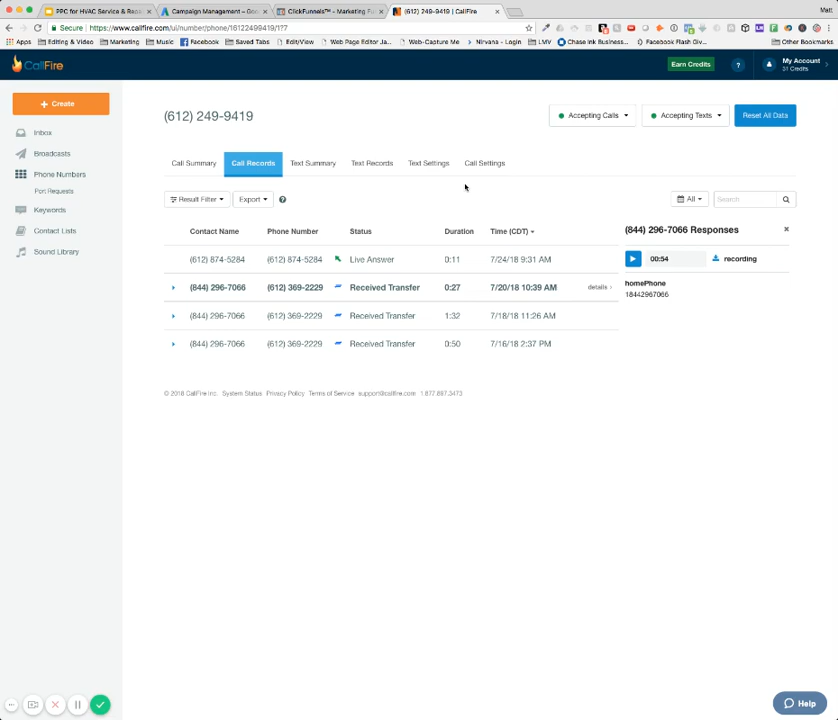 PPC for HVAC Service & Repa
Campaign Management – Goo
ClickFunnels™ - Marketing Fu
(612) 249-9419 | CallFire
Matt
Secure
https://www.callfire.com/ui/number/phone/16122499419/1?7
Apps
Editing & Video
Marketing
Music
Facebook
Saved Tabs
Edit/View
Web Page Editor Ja...
Web-Capture Me
Nirvana - Login
LMV
Chase Ink Business...
Facebook Flash Giv...
Other Bookmarks
CallFire
Earn Credits
?
My Account
31 Credits
+ Create
Inbox
Broadcasts
Phone Numbers
Port Requests
Keywords
Contact Lists
Sound Library
(612) 249-9419
Accepting Calls
Accepting Texts
Reset All Data
Call Summary
Call Records
Text Summary
Text Records
Text Settings
Call Settings
Result Filter
Export
?
All
Search
Contact Name Phone Number Status Duration Time (CDT)
(612) 874-5284 (612) 874-5284 Live Answer 0:11 7/24/18 9:31 AM
(844) 296-7066 (612) 369-2229 Received Transfer 0:27 7/20/18 10:39 AM details ›
(844) 296-7066 (612) 369-2229 Received Transfer 1:32 7/18/18 11:26 AM
(844) 296-7066 (612) 369-2229 Received Transfer 0:50 7/16/18 2:37 PM
(844) 296-7066 Responses
×
00:54
recording
homePhone
18442967066
© 2018 CallFire Inc. System Status Privacy Policy Terms of Service support@callfire.com 1.877.897.3473
Help